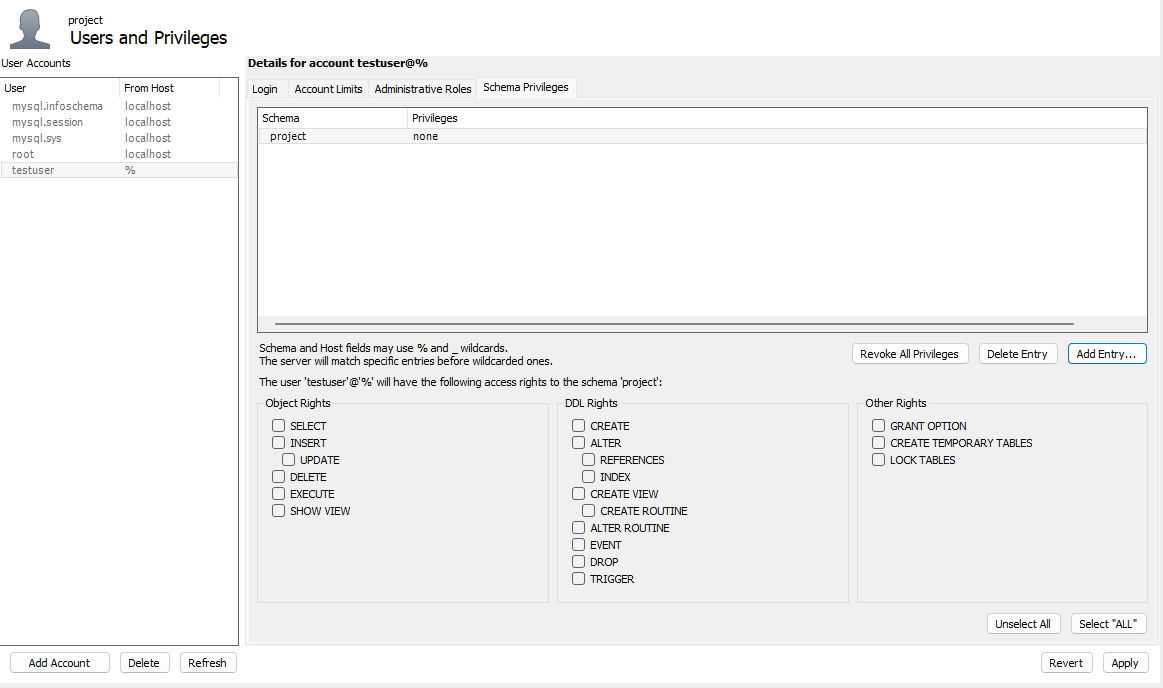 project
Users and Privileges
User Accounts
User From Host
mysql.infoschema localhost
mysql.session localhost
mysql.sys localhost
root localhost
testuser %
Add Account Delete Refresh
Details for account testuser@%
Login Account Limits Administrative Roles Schema Privileges
Schema Privileges
project none
Schema and Host fields may use % and _ wildcards.
The server will match specific entries before wildcarded ones.
Revoke All Privileges Delete Entry Add Entry...
The user 'testuser'@'%' will have the following access rights to the schema 'project':
Object Rights
SELECT
INSERT
UPDATE
DELETE
EXECUTE
SHOW VIEW
DDL Rights
CREATE
ALTER
REFERENCES
INDEX
CREATE VIEW
CREATE ROUTINE
ALTER ROUTINE
EVENT
DROP
TRIGGER
Other Rights
GRANT OPTION
CREATE TEMPORARY TABLES
LOCK TABLES
Unselect All Select "ALL"
Revert Apply